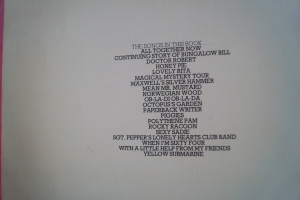 THE SONGS IN THIS BOOK
ALL TOGETHER NOW
CONTINUING STORY OF BUNGALOW BILL
DOCTOR ROBERT
HONEY PIE
LOVELY RITA
MAGICAL MYSTERY TOUR
MAXWELL'S SILVER HAMMER
MEAN MR. MUSTARD
NORWEGIAN WOOD
OB-LA-DI OB-LA-DA
OCTOPUS'S GARDEN
PAPERBACK WRITER
PIGGIES
POLYTHENE PAM
ROCKY RACOON
SEXY SADIE
SGT. PEPPER'S LONELY HEARTS CLUB BAND
WHEN I'M SIXTY FOUR
WITH A LITTLE HELP FROM MY FRIENDS
YELLOW SUBMARINE